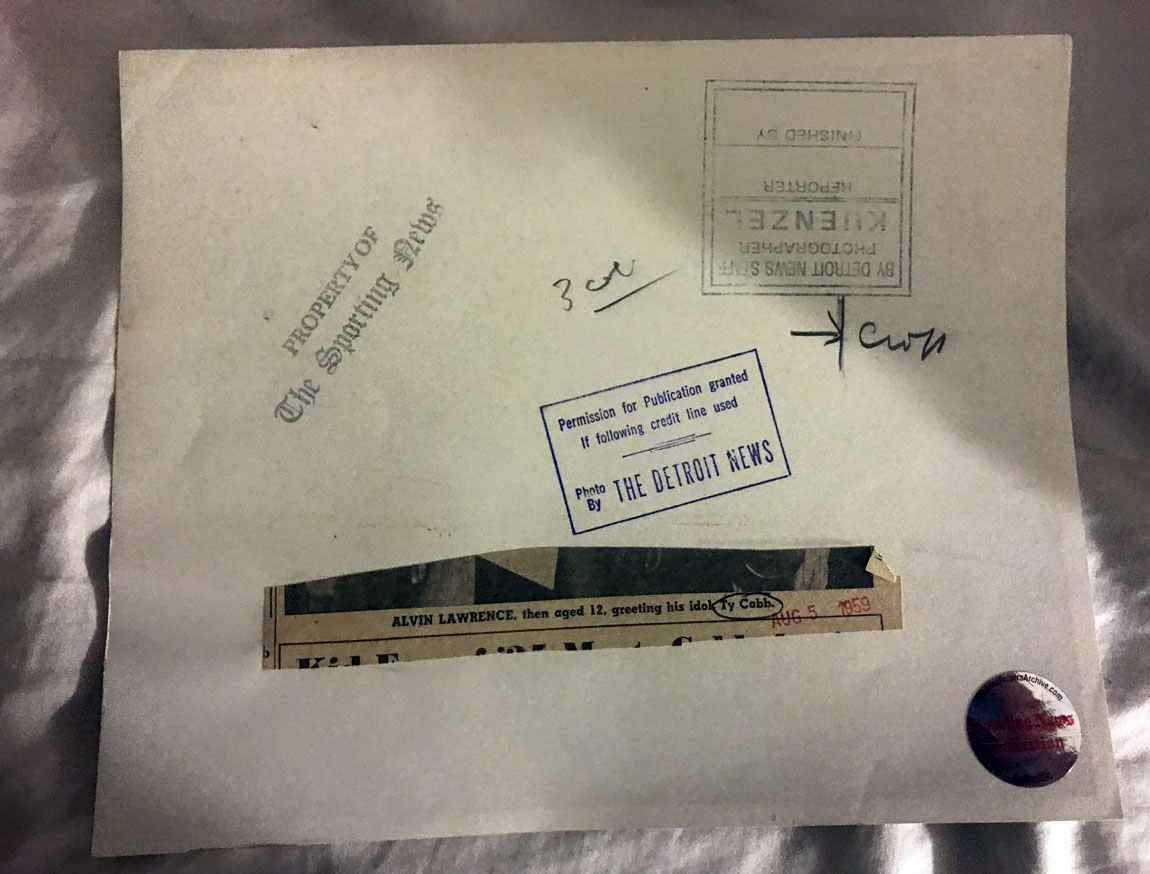 FINISHED BY
REPORTER
KUENZEL
PHOTOGRAPHER
BY DETROIT NEWS STAFF
PROPERTY OF
The Sporting News
3 col
Crop
Permission for Publication granted
If following credit line used
Photo By THE DETROIT NEWS
ALVIN LAWRENCE, then aged 12, greeting his idol Ty Cobb.
AUG 5 1959